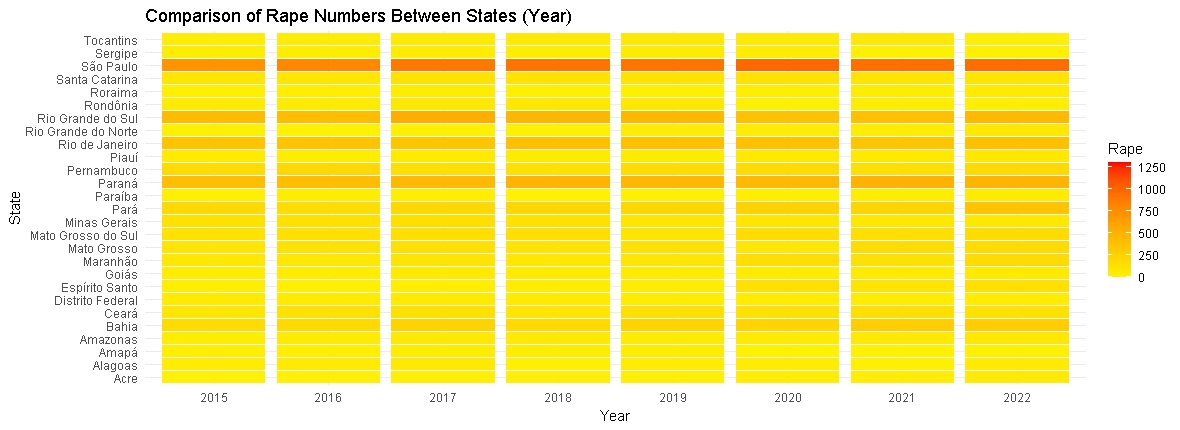 Comparison of Rape Numbers Between States (Year)
State
Tocantins
Sergipe
São Paulo
Santa Catarina
Roraima
Rondônia
Rio Grande do Sul
Rio Grande do Norte
Rio de Janeiro
Piauí
Pernambuco
Paraná
Paraíba
Pará
Minas Gerais
Mato Grosso do Sul
Mato Grosso
Maranhão
Goiás
Espírito Santo
Distrito Federal
Ceará
Bahia
Amazonas
Amapá
Alagoas
Acre
2015 2016 2017 2018 2019 2020 2021 2022
Year
Rape
1250
1000
750
500
250
0